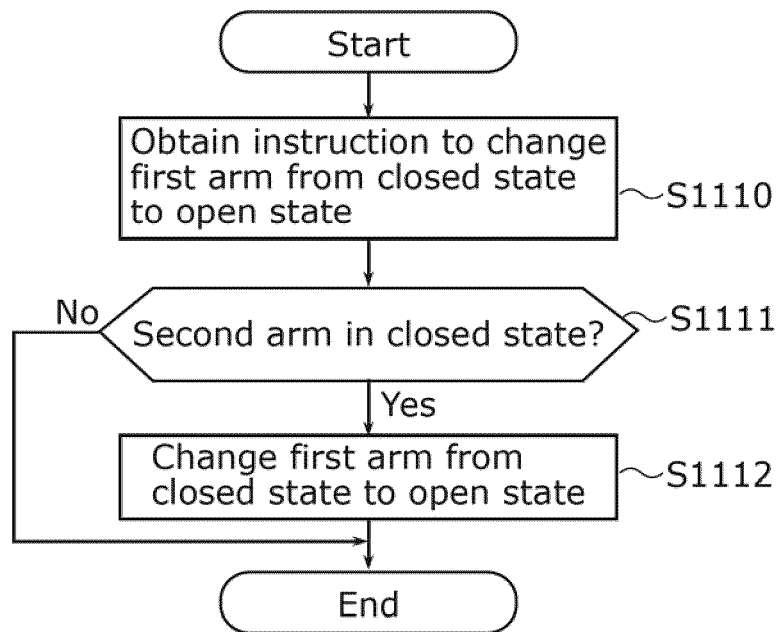 Start
Obtain instruction to change
first arm from closed state
to open state
S1110
No
Second arm in closed state?
S1111
Yes
Change first arm from
closed state to open state
S1112
End